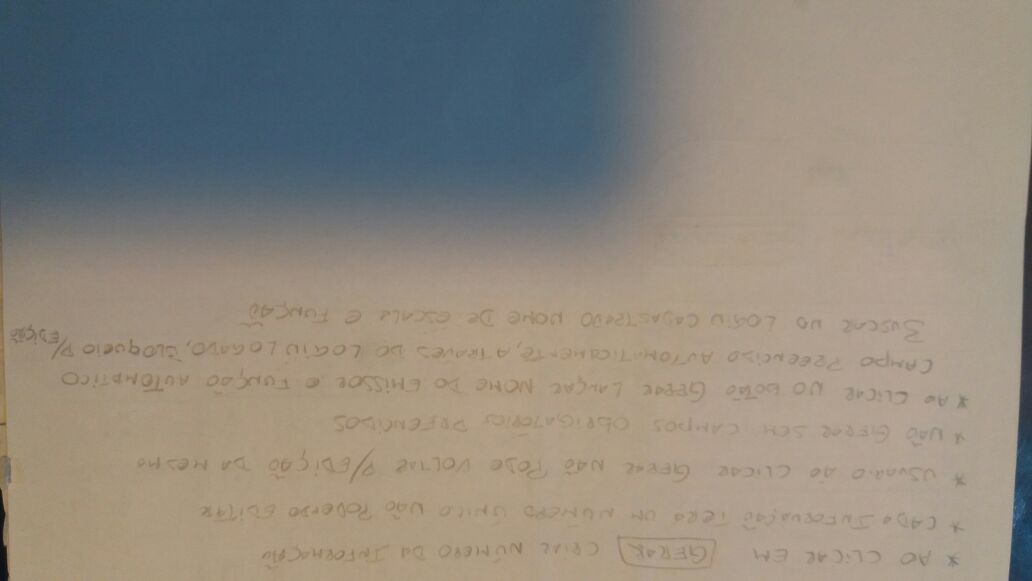 * AO CLICAR EM GERAR CRIAR NÚMERO DA INFORMAÇÃO
* CADA INFORMAÇÃO TERÁ UM NÚMERO ÚNICO NÃO PODENDO EDITAR
* USUARIO AO CLICAR GERAR NÃO PODE VOLTAR P/EDIÇÃO DA MESMO
* NÃO GERAR SEM CAMPOS OBRIGATÓRIOS PREENCIDOS
* AO CLICAR NO BOTÃO GERAR LANÇAR NOME DO EMISSOR E FUNÇÃO AUTOMATICO
CAMPO PREENCIDO AUTOMATICAMENTE, ATRAVÉS DO LOGIN LOGADO, BLOQUEIO P/EDIÇÃO
BUSCAR NO LOGIN CADASTRADO NOME DE ESCALA E FUNÇÃO